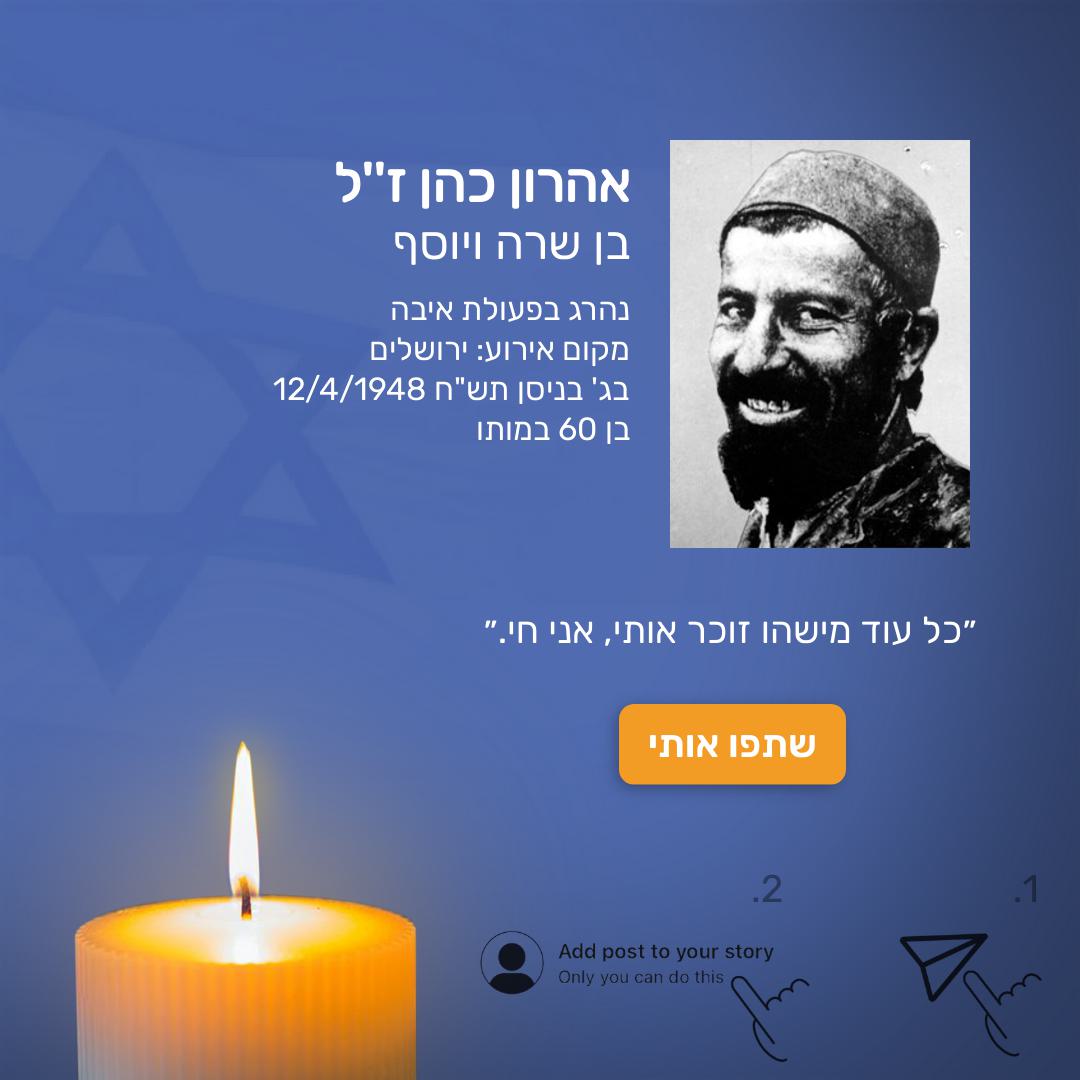 אהרון כהן ז"ל
בן שרה ויוסף
נהרג בפעולת איבה
מקום אירוע: ירושלים
בג' בניסן תש"ח 12/4/1948
בן 60 במותו
״כל עוד מישהו זוכר אותי, אני חי.״
שתפו אותי
1.
2.
Add post to your story
Only you can do this